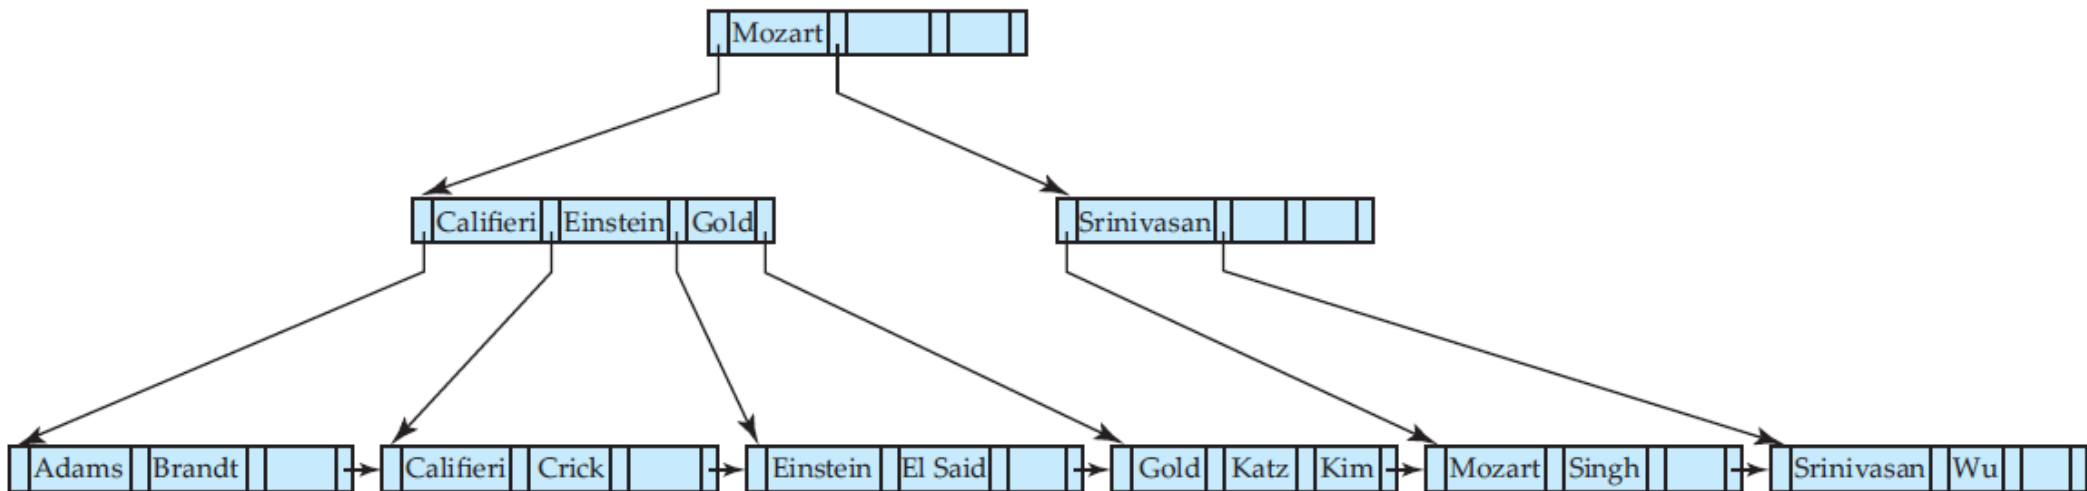 Mozart
Califieri Einstein Gold Srinivasan
Adams Brandt Califieri Crick Einstein El Said Gold Katz Kim Mozart Singh Srinivasan Wu